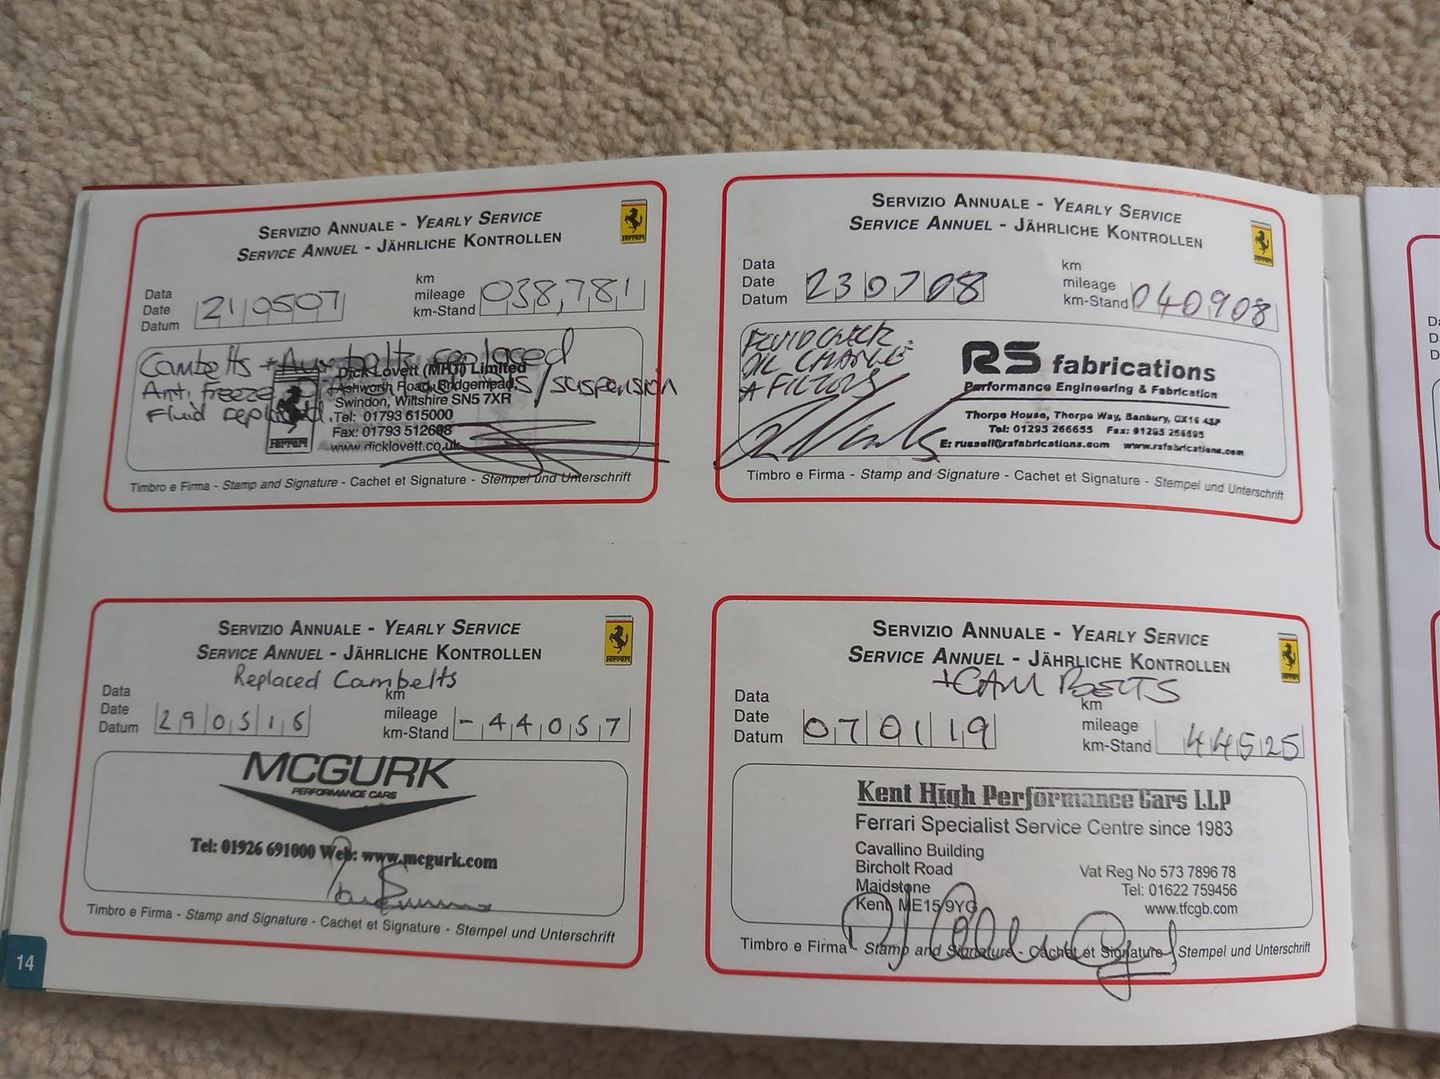 SERVIZIO ANNUALE - YEARLY SERVICE
SERVICE ANNUEL - JÄHRLICHE KONTROLLEN
Ferrari
Data
Date
Datum
210507
km
mileage
km-Stand
038,781
Cambelts + Aux belts replaced
Anti Freeze /suspension
Fluid replaced.
Dick Lovett (MHJ) Limited
Ashworth Road, Bridgemead,
Swindon, Wiltshire SN5 7XR
Tel: 01793 615000
Fax: 01793 512698
www.dicklovett.co.uk
Ferrari
Timbro e Firma - Stamp and Signature - Cachet et Signature - Stempel und Unterschrift
SERVIZIO ANNUALE - YEARLY SERVICE
SERVICE ANNUEL - JÄHRLICHE KONTROLLEN
Ferrari
Data
Date
Datum
230708
km
mileage
km-Stand
040908
FLUID CHECK
OIL CHANGE
+ FILTORS
RS fabrications
Performance Engineering & Fabrication
Thorpe House, Thorpe Way, Banbury, OX16 4SP
Tel: 01295 266655 Fax: 01295 256695
E: russell@rsfabrications.com www.rsfabrications.com
Timbro e Firma - Stamp and Signature - Cachet et Signature - Stempel und Unterschrift
SERVIZIO ANNUALE - YEARLY SERVICE
SERVICE ANNUEL - JÄHRLICHE KONTROLLEN
Ferrari
Replaced Cambelts
Data
Date
Datum
290515
km
mileage
km-Stand
-44057
MCGURK
PERFORMANCE CARS
Tel: 01926 691000 Web: www.mcgurk.com
Timbro e Firma - Stamp and Signature - Cachet et Signature - Stempel und Unterschrift
SERVIZIO ANNUALE - YEARLY SERVICE
SERVICE ANNUEL - JÄHRLICHE KONTROLLEN
Ferrari
+CAM BELTS
Data
Date
Datum
070119
km
mileage
km-Stand
44525
Kent High Performance Cars LLP
Ferrari Specialist Service Centre since 1983
Cavallino Building
Bircholt Road
Maidstone
Kent ME15 9YG
Vat Reg No 573 7896 78
Tel: 01622 759456
www.tfcgb.com
Timbro e Firma - Stamp and Signature - Cachet et Signature - Stempel und Unterschrift
14